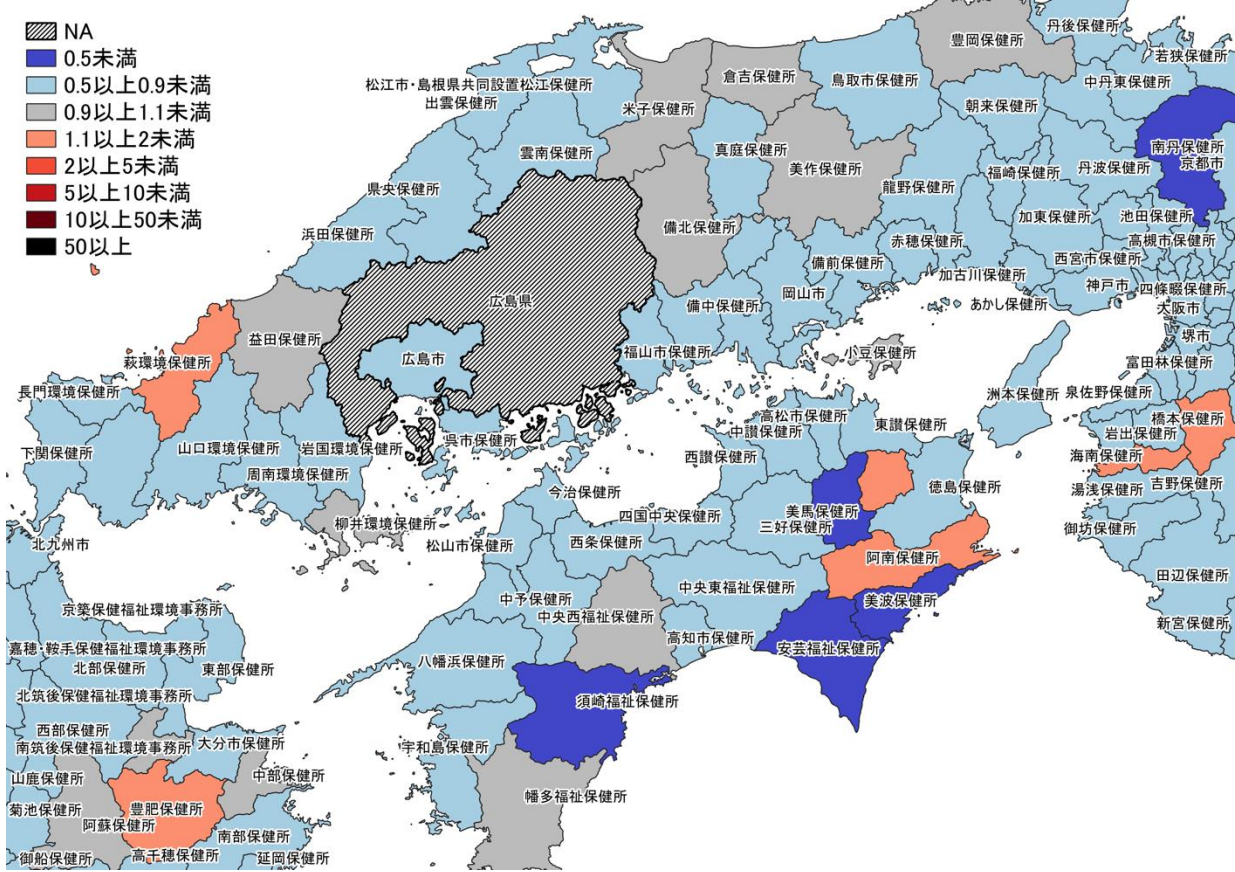 NA
0.5未満
0.5以上0.9未満
0.9以上1.1未満
1.1以上2未満
2以上5未満
5以上10未満
10以上50未満
50以上
丹後保健所
豊岡保健所
若狭保健所
倉吉保健所
鳥取市保健所
中丹東保健所
松江市・島根県共同設置松江保健所
出雲保健所
米子保健所
朝来保健所
雲南保健所
真庭保健所
美作保健所
南丹保健所
京都市
福崎保健所
丹波保健所
県央保健所
龍野保健所
加東保健所
池田保健所
浜田保健所
備北保健所
赤穂保健所
高槻市保健所
西宮市保健所
備前保健所
加古川保健所
神戸市
四條畷保健所
広島県
備中保健所
岡山市
あかし保健所
大阪市
益田保健所
堺市
広島市
福山市保健所
小豆保健所
萩環境保健所
富田林保健所
長門環境保健所
洲本保健所
泉佐野保健所
高松市保健所
橋本保健所
中讃保健所
東讃保健所
岩出保健所
呉市保健所
山口環境保健所
岩国環境保健所
西讃保健所
海南保健所
下関保健所
周南環境保健所
吉野保健所
湯浅保健所
今治保健所
徳島保健所
美馬保健所
四国中央保健所
三好保健所
柳井環境保健所
御坊保健所
北九州市
松山市保健所
西条保健所
阿南保健所
田辺保健所
中央東福祉保健所
中予保健所
美波保健所
京築保健福祉環境事務所
中央西福祉保健所
新宮保健所
高知市保健所
嘉穂・鞍手保健福祉環境事務所
安芸福祉保健所
北部保健所
東部保健所
八幡浜保健所
北筑後保健福祉環境事務所
須崎福祉保健所
西部保健所
南筑後保健福祉環境事務所
大分市保健所
宇和島保健所
山鹿保健所
中部保健所
幡多福祉保健所
菊池保健所
豊肥保健所
阿蘇保健所
南部保健所
御船保健所
高千穂保健所
延岡保健所